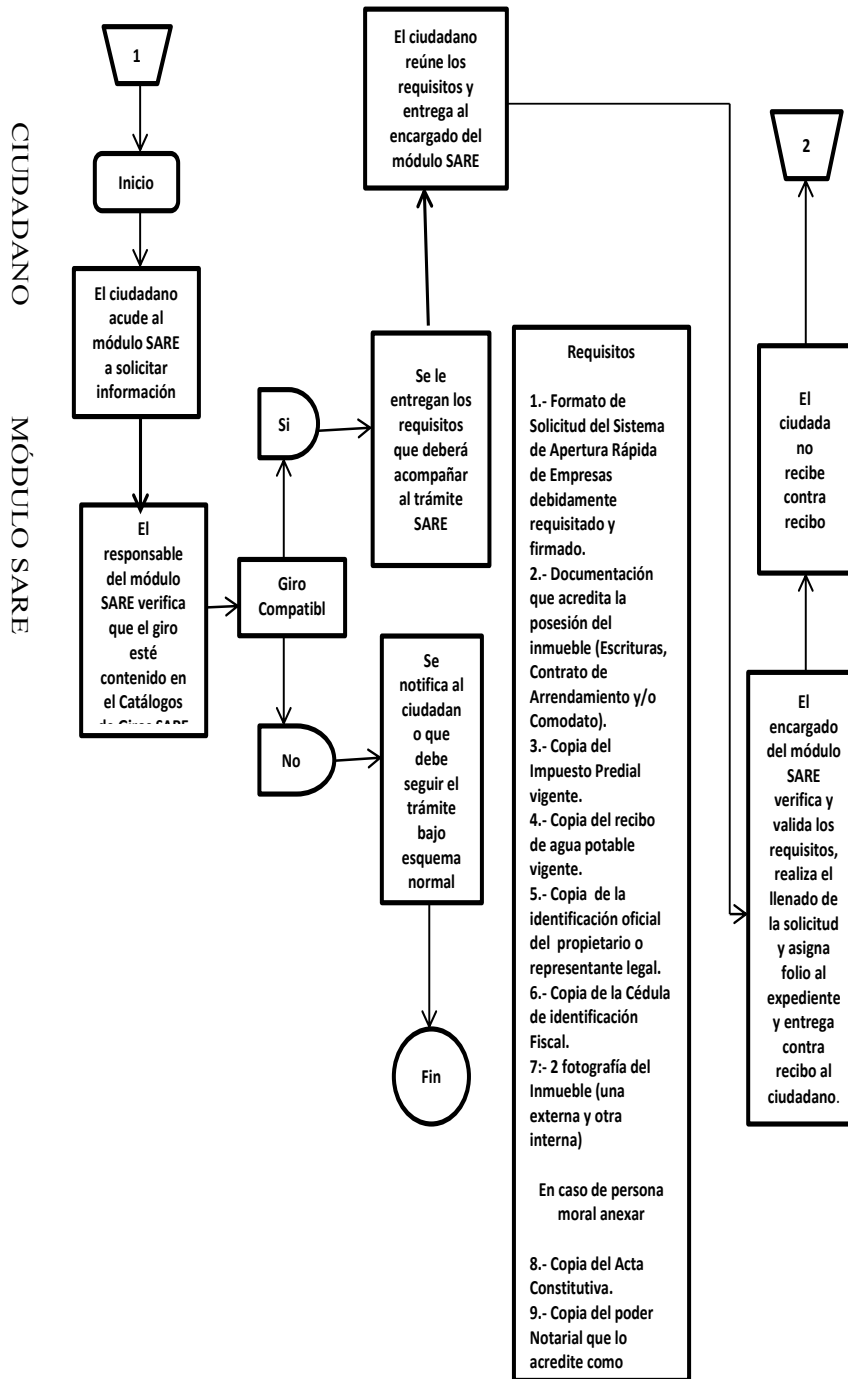 CIUDADANO
MÓDULO SARE
1
Inicio
El ciudadano
acude al
módulo SARE
a solicitar
información
El
responsable
del módulo
SARE verifica
que el giro
esté
contenido en
el Catálogos
de Giros SARE
Giro
Compatibl
Si
No
Se le
entregan los
requisitos
que deberá
acompañar
al trámite
SARE
El ciudadano
reúne los
requisitos y
entrega al
encargado del
módulo SARE
Se
notifica al
ciudadan
o que
debe
seguir el
trámite
bajo
esquema
normal
Fin
Requisitos
1.- Formato de
Solicitud del Sistema
de Apertura Rápida
de Empresas
debidamente
requisitado y
firmado.
2.- Documentación
que acredita la
posesión del
inmueble (Escrituras,
Contrato de
Arrendamiento y/o
Comodato).
3.- Copia del
Impuesto Predial
vigente.
4.- Copia del recibo
de agua potable
vigente.
5.- Copia de la
identificación oficial
del propietario o
representante legal.
6.- Copia de la Cédula
de identificación
Fiscal.
7:- 2 fotografía del
Inmueble (una
externa y otra
interna)
En caso de persona
moral anexar
8.- Copia del Acta
Constitutiva.
9.- Copia del poder
Notarial que lo
acredite como
2
El
ciudada
no
recibe
contra
recibo
El
encargado
del módulo
SARE
verifica y
valida los
requisitos,
realiza el
llenado de
la solicitud
y asigna
folio al
expediente
y entrega
contra
recibo al
ciudadano.